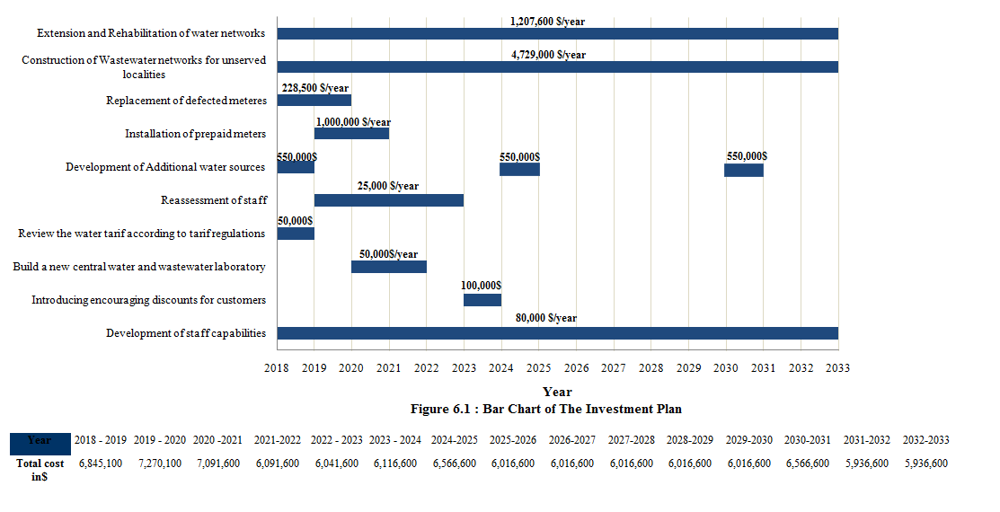 1,207,600 $/year
Extension and Rehabilitation of water networks
4,729,000 $/year
Construction of Wastewater networks for unserved
localities
228,500 $/year
Replacement of defected meteres
1,000,000 $/year
Installation of prepaid meters
550,000$ 550,000$ 550,000$
Development of Additional water sources
25,000 $/year
Reassessment of staff
50,000$
Review the water tarif according to tarif regulations
50,000$/year
Build a new central water and wastewater laboratory
100,000$
Introducing encouraging discounts for customers
80,000 $/year
Development of staff capabilities
2018 2019 2020 2021 2022 2023 2024 2025 2026 2027 2028 2029 2030 2031 2032 2033
Year
Figure 6.1 : Bar Chart of The Investment Plan
Year 2018 - 2019 2019 - 2020 2020 -2021 2021-2022 2022 - 2023 2023 - 2024 2024-2025 2025-2026 2026-2027 2027-2028 2028-2029 2029-2030 2030-2031 2031-2032 2032-2033
Total cost 6,845,100 7,270,100 7,091,600 6,091,600 6,041,600 6,116,600 6,566,600 6,016,600 6,016,600 6,016,600 6,016,600 6,016,600 6,566,600 5,936,600 5,936,600
in$